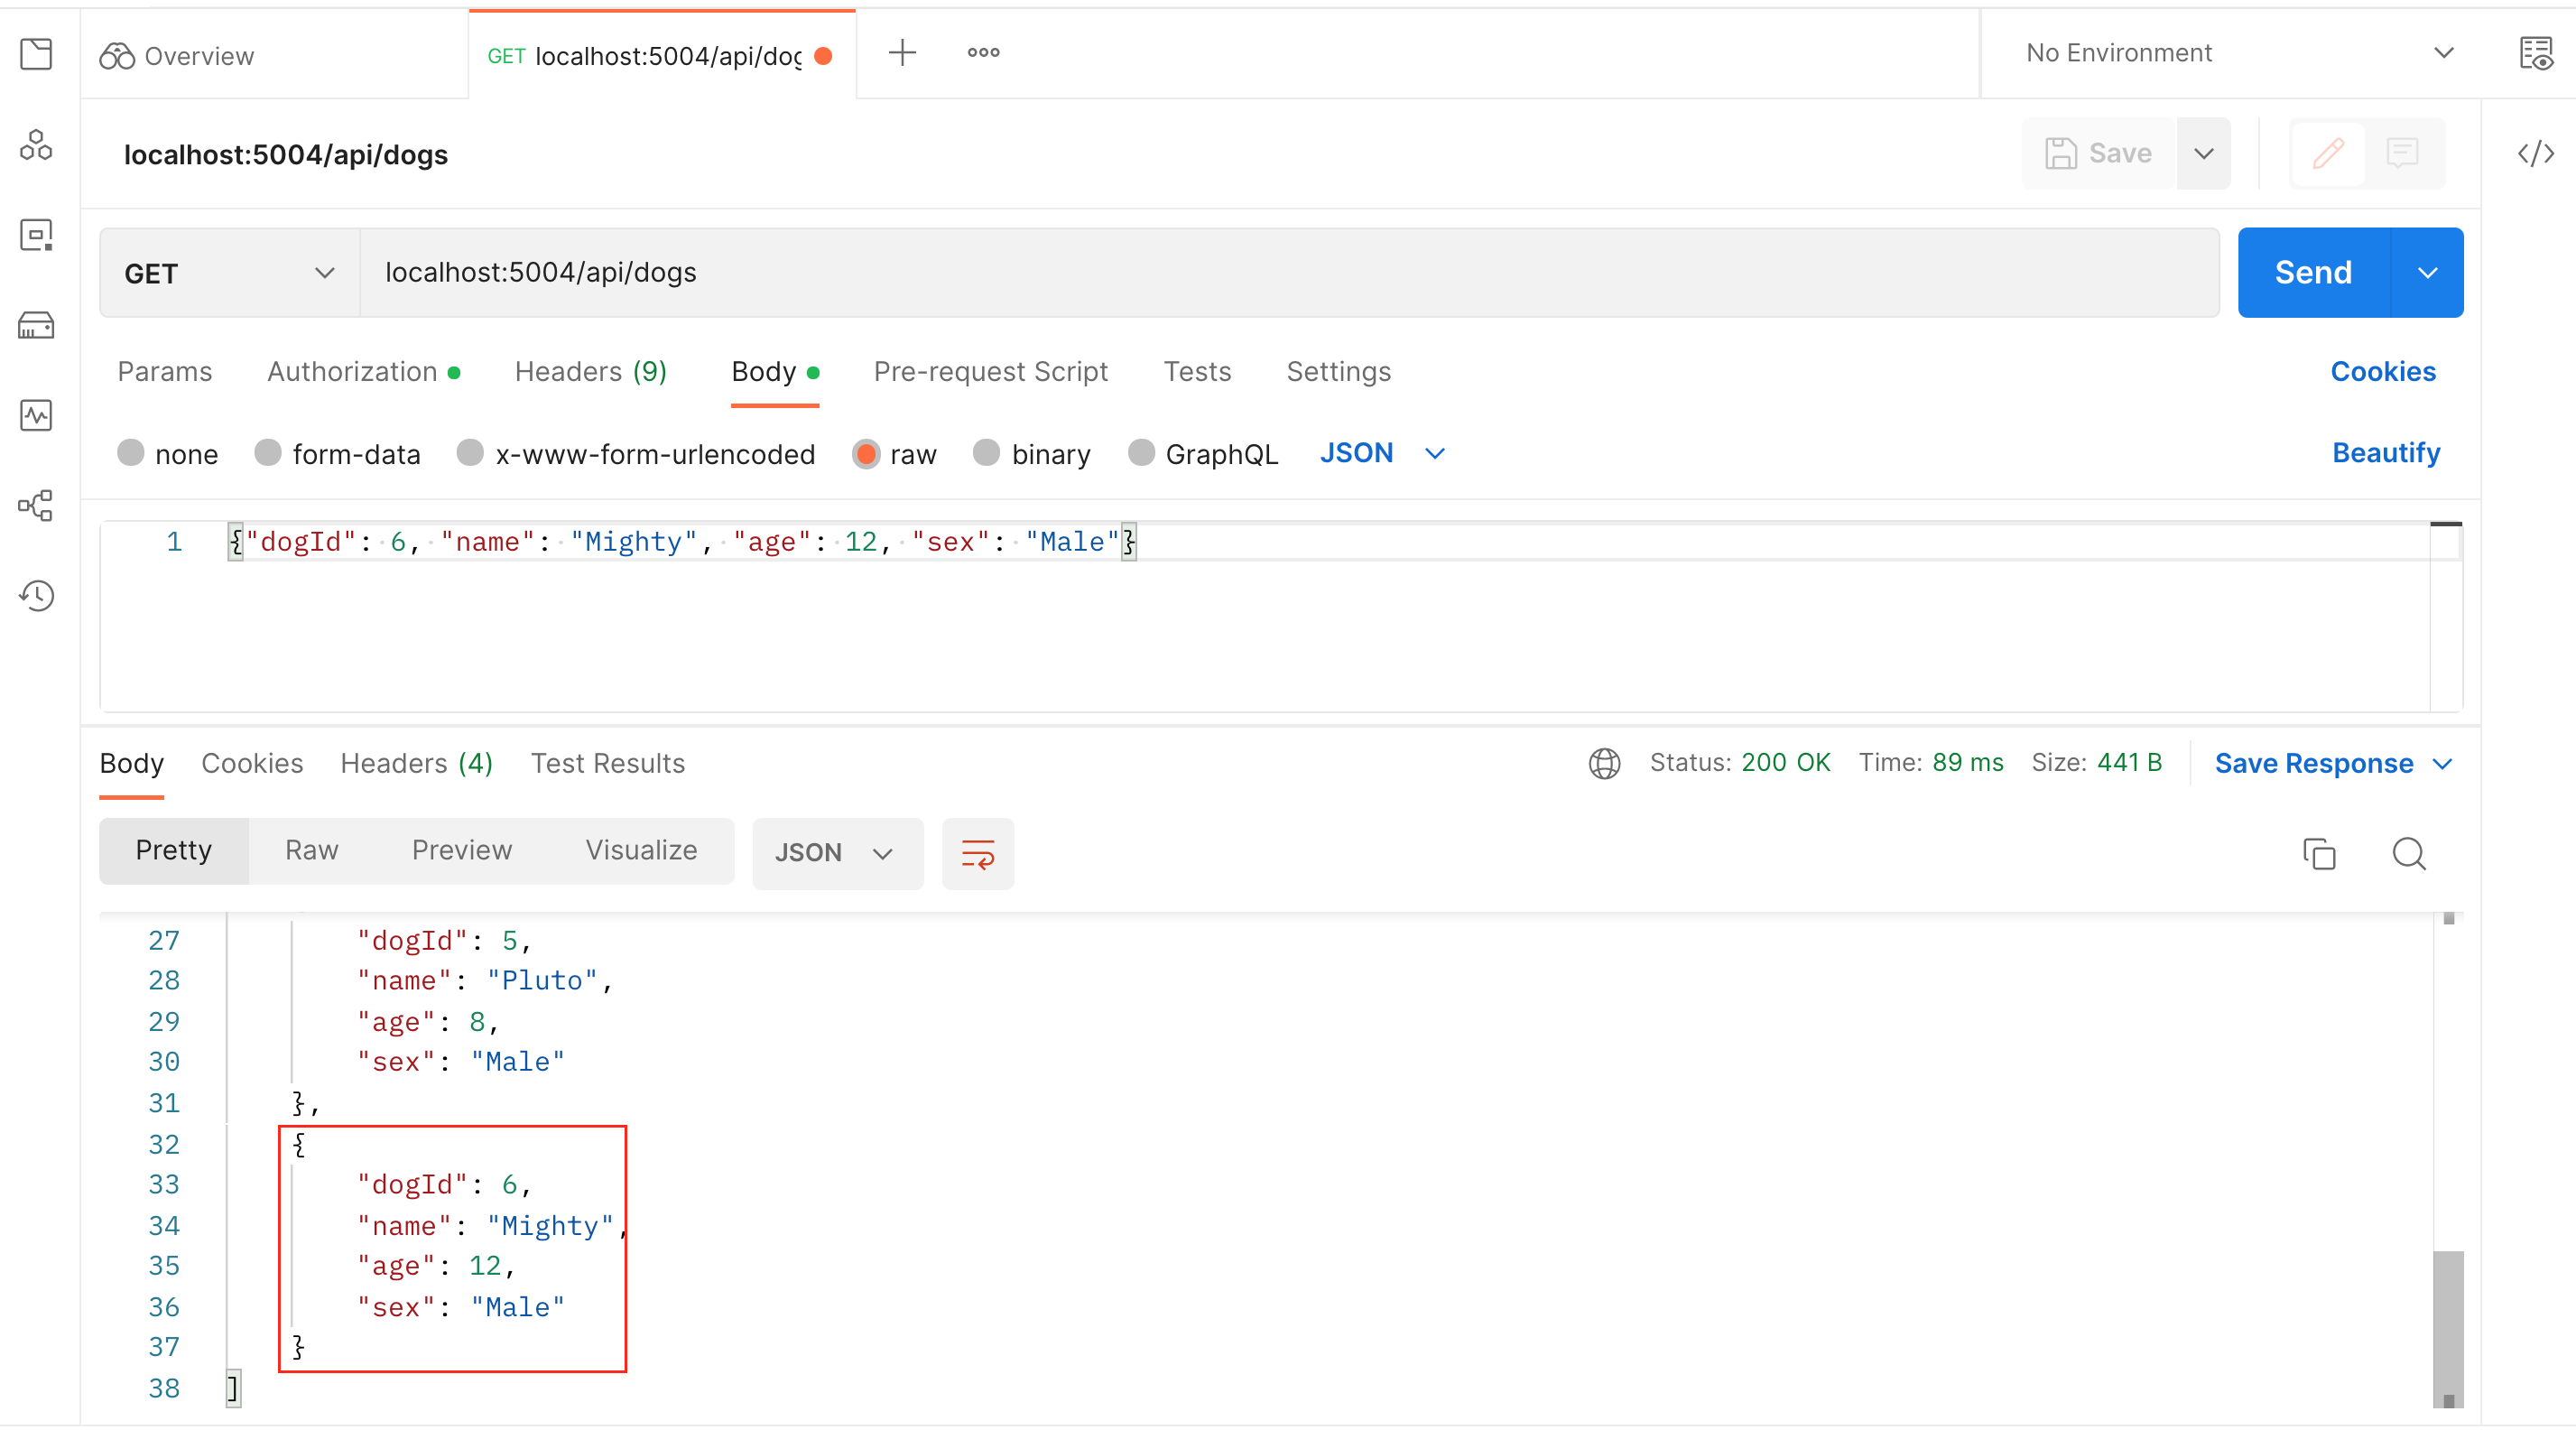 Overview
GET localhost:5004/api/dog
No Environment
localhost:5004/api/dogs
Save
GET localhost:5004/api/dogs
Send
Params Authorization Headers (9) Body Pre-request Script Tests Settings Cookies
none form-data x-www-form-urlencoded raw binary GraphQL JSON Beautify
1 {"dogId": 6, "name": "Mighty", "age": 12, "sex": "Male"}
Body Cookies Headers (4) Test Results Status: 200 OK Time: 89 ms Size: 441 B Save Response
Pretty Raw Preview Visualize JSON
27 "dogId": 5,
28 "name": "Pluto",
29 "age": 8,
30 "sex": "Male"
31 },
32 {
33 "dogId": 6,
34 "name": "Mighty",
35 "age": 12,
36 "sex": "Male"
37 }
38 ]